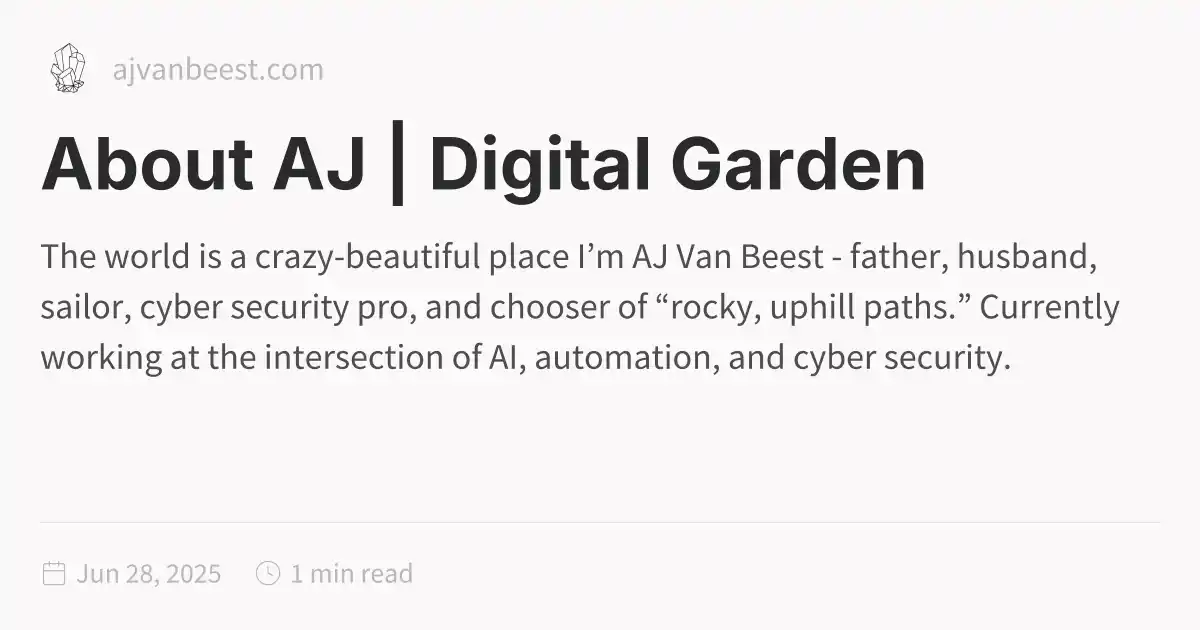 ajvanbeest.com
About AJ | Digital Garden
The world is a crazy-beautiful place I’m AJ Van Beest - father, husband,
sailor, cyber security pro, and chooser of “rocky, uphill paths.” Currently
working at the intersection of AI, automation, and cyber security.
Jun 28, 2025 1 min read